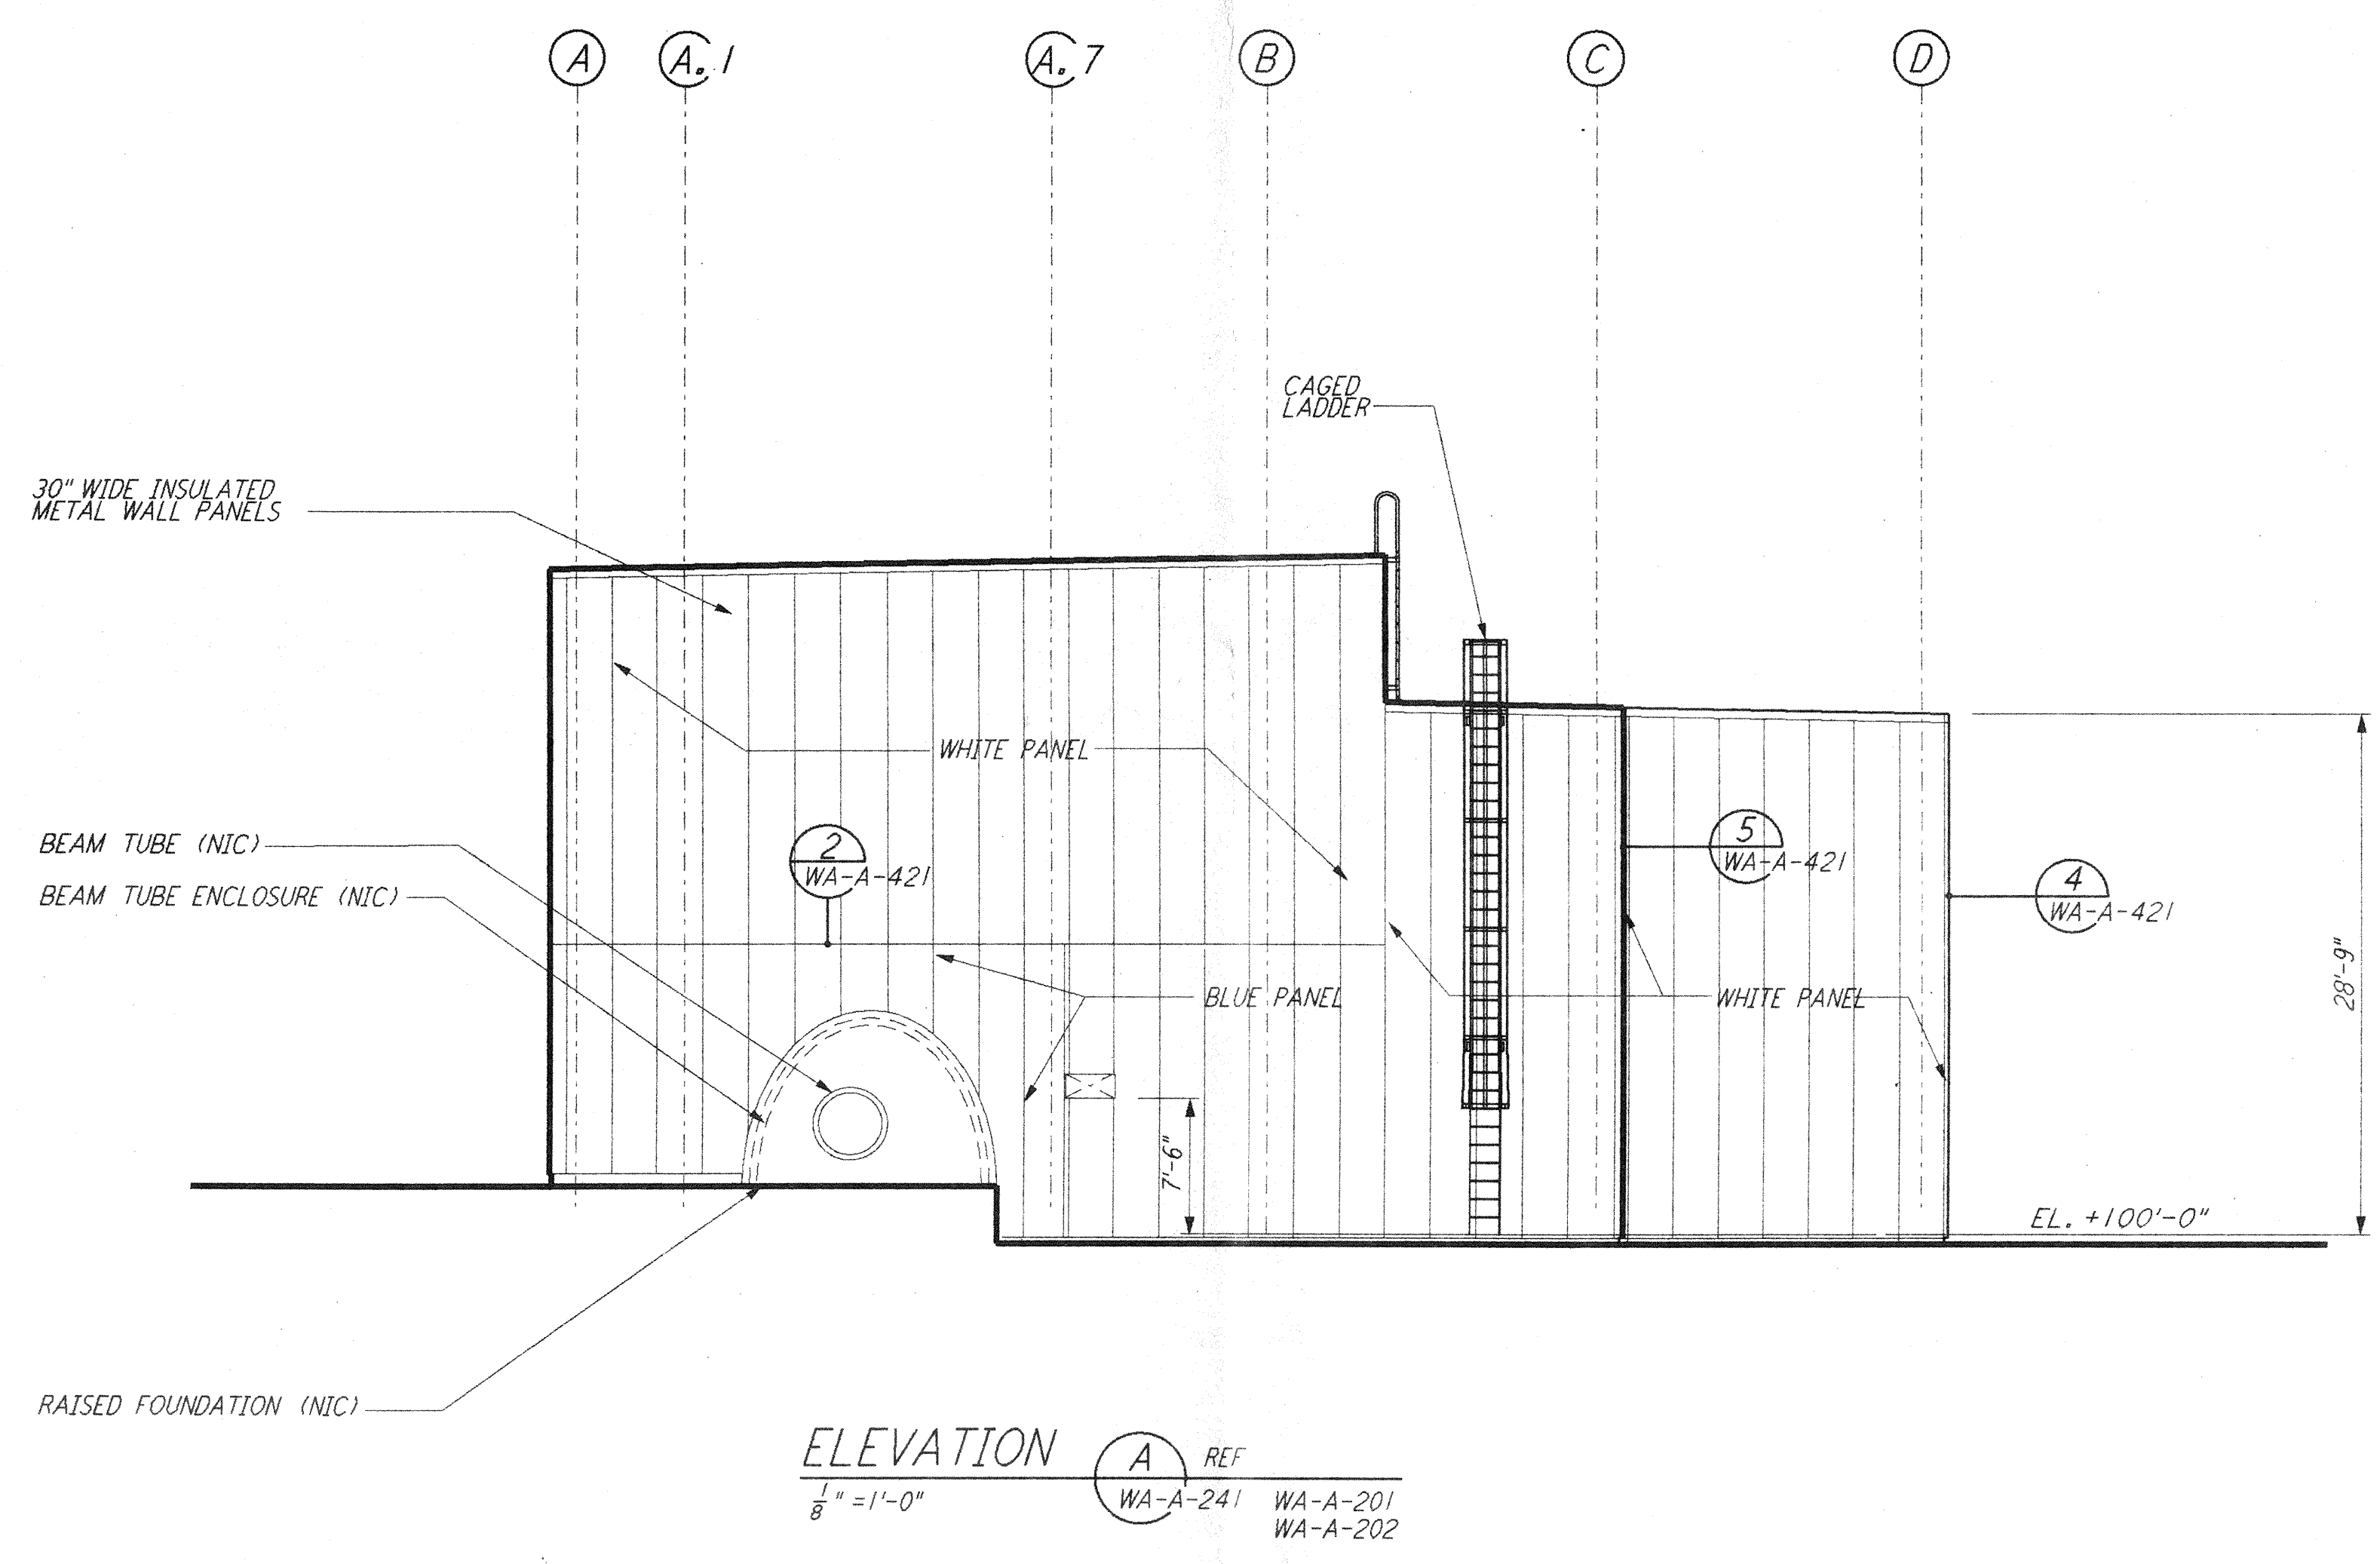 A A.1 A.7 B C D
CAGED
LADDER
30" WIDE INSULATED
METAL WALL PANELS
WHITE PANEL
BEAM TUBE (NIC)
2
WA-A-421
5
WA-A-421
4
WA-A-421
BEAM TUBE ENCLOSURE (NIC)
BLUE PANEL
WHITE PANEL
28'-9"
7'-6"
EL. +100'-0"
RAISED FOUNDATION (NIC)
ELEVATION A REF
1/8" =1'-0" WA-A-241 WA-A-201
WA-A-202